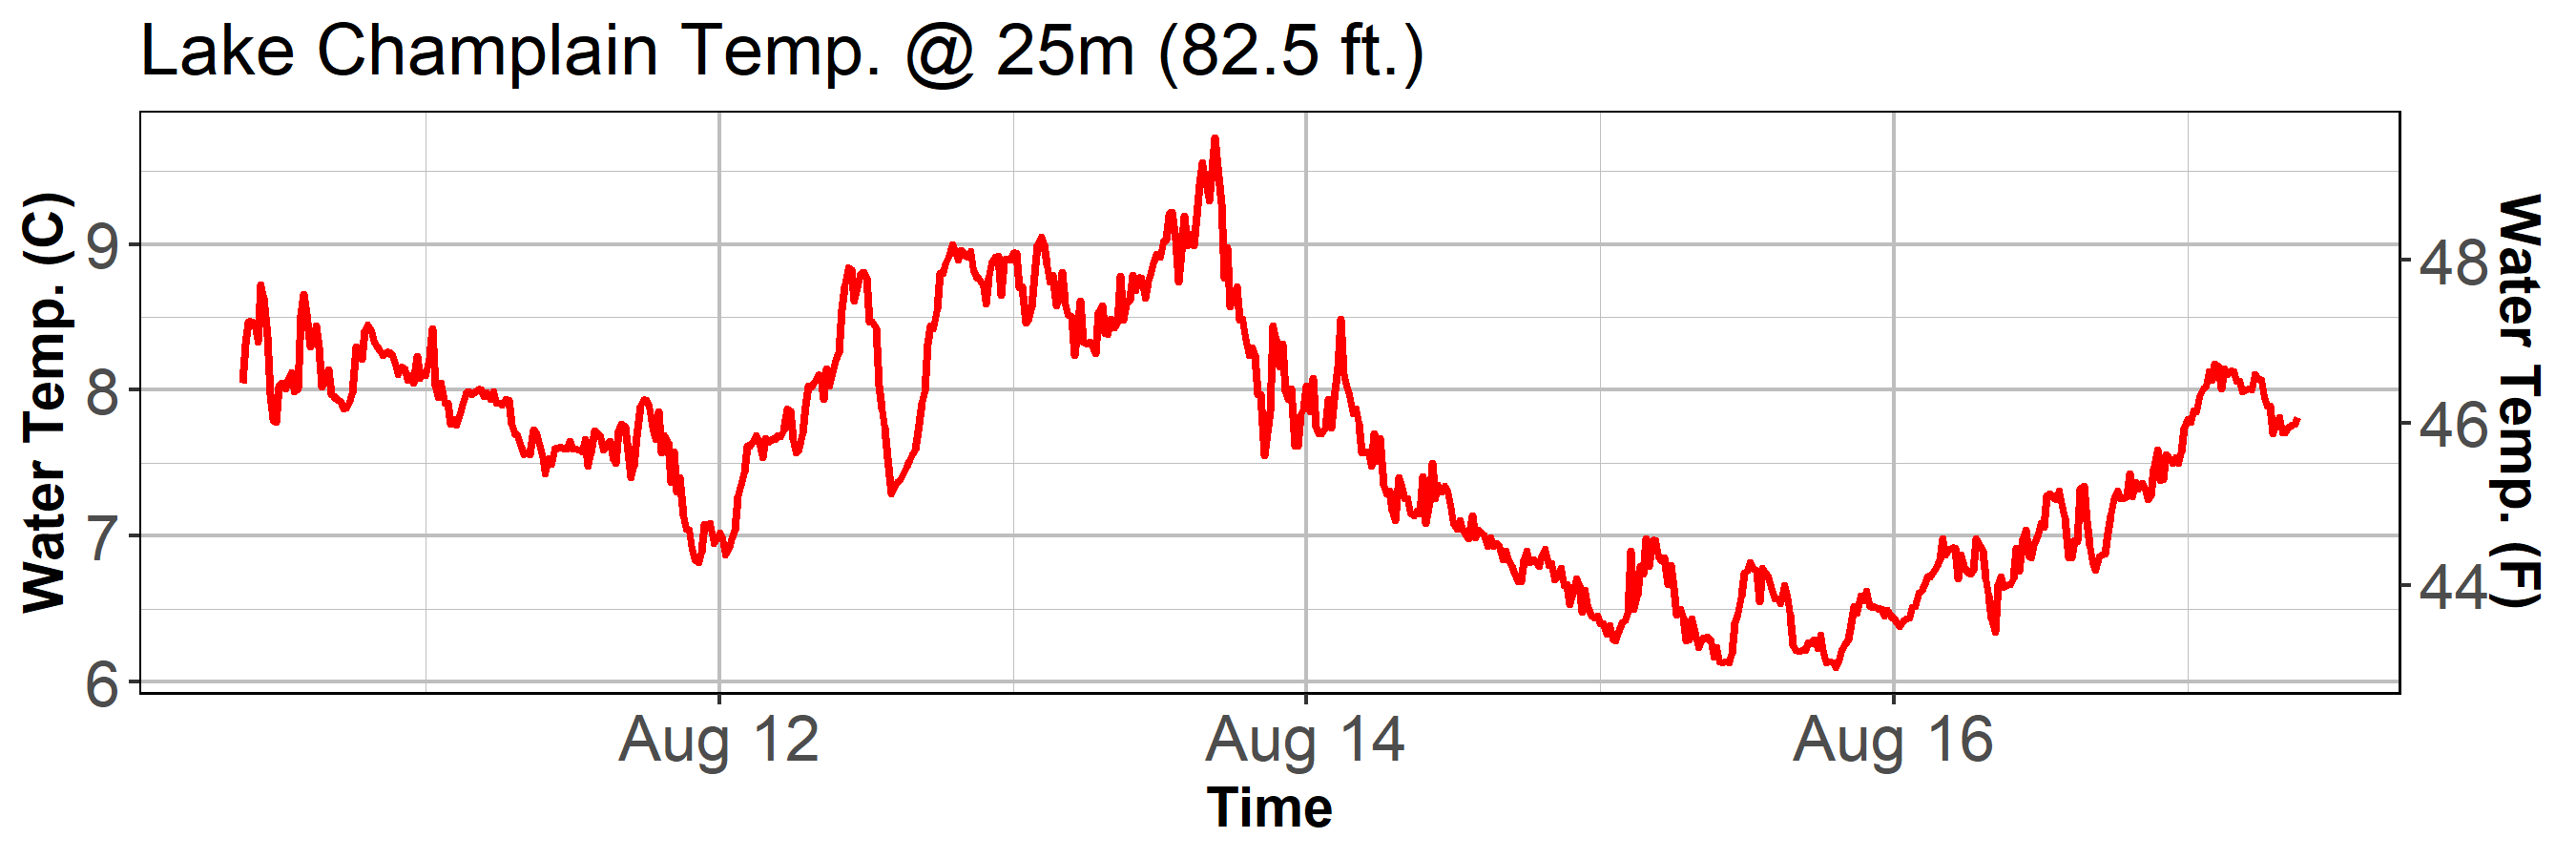 Lake Champlain Temp. @ 25m (82.5 ft.)
Water Temp. (C)
9
8
7
6
48
46
44
Water Temp. (F)
Aug 12
Aug 14
Aug 16
Time